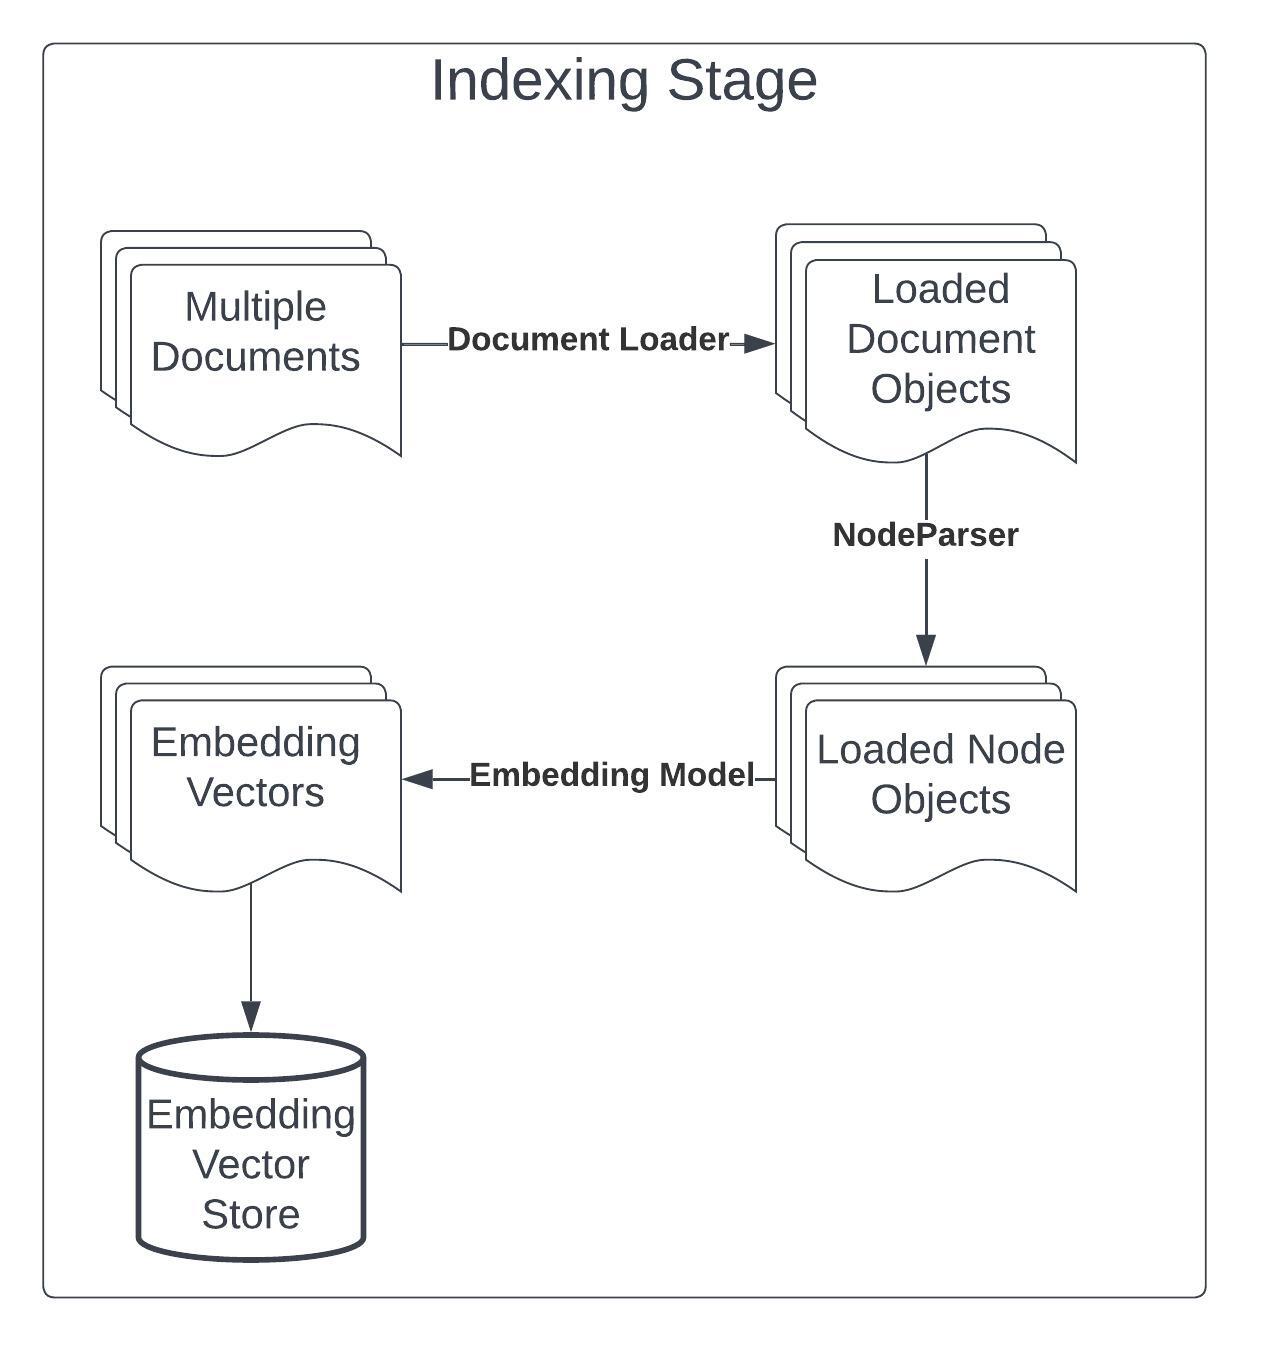 Indexing Stage
Multiple
Documents
Document Loader
Loaded
Document
Objects
NodeParser
Loaded Node
Objects
Embedding Model
Embedding
Vectors
Embedding
Vector
Store